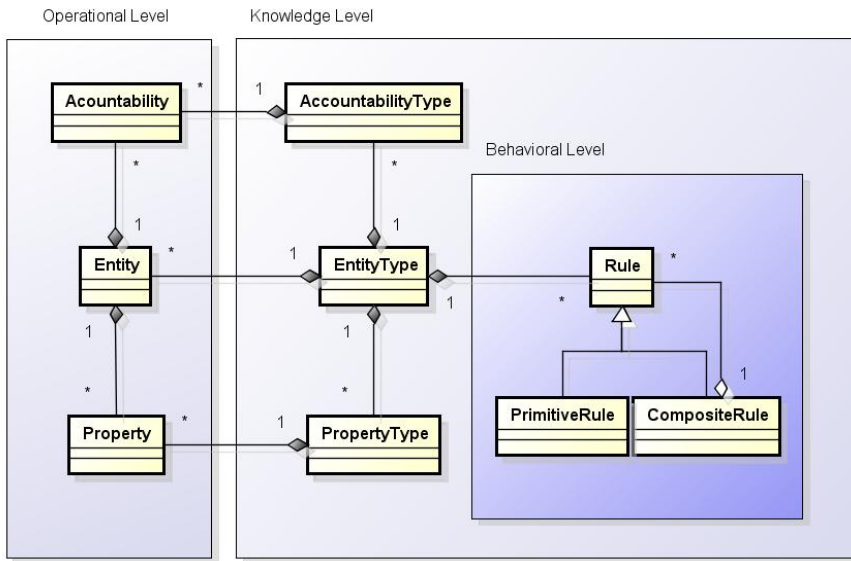 Operational Level
Knowledge Level
Acountability
*
1
AccountabilityType
*
*
Behavioral Level
1
1
Entity
*
1
EntityType
1
*
Rule
*
1
1
*
*
1
Property
*
1
PropertyType
PrimitiveRule
CompositeRule